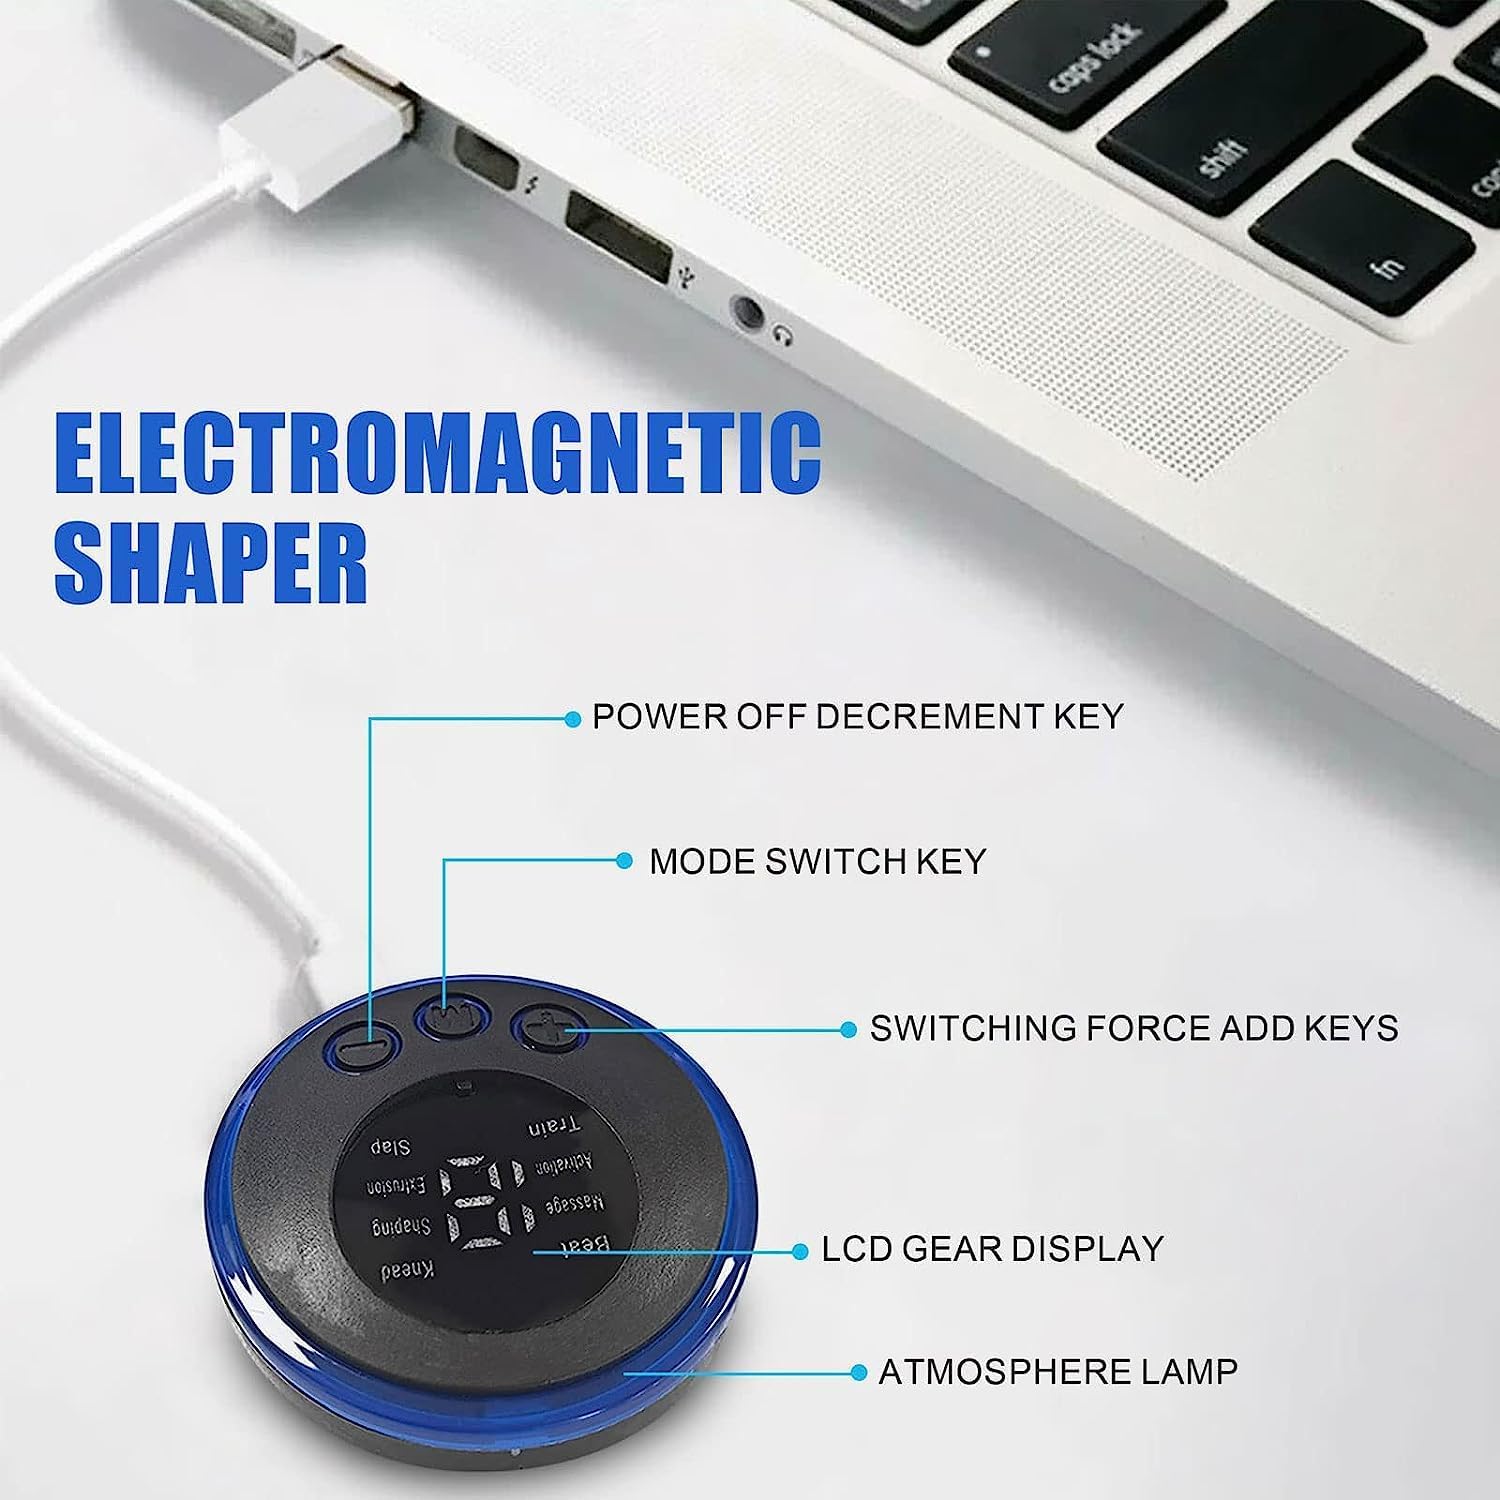 caps lock
shift
fn
ELECTROMAGNETIC
SHAPER
POWER OFF DECREMENT KEY
MODE SWITCH KEY
M
SWITCHING FORCE ADD KEYS
Train
Slap
Activation
Extrusion
Massage
Shaping
Beat
Knead
LCD GEAR DISPLAY
ATMOSPHERE LAMP